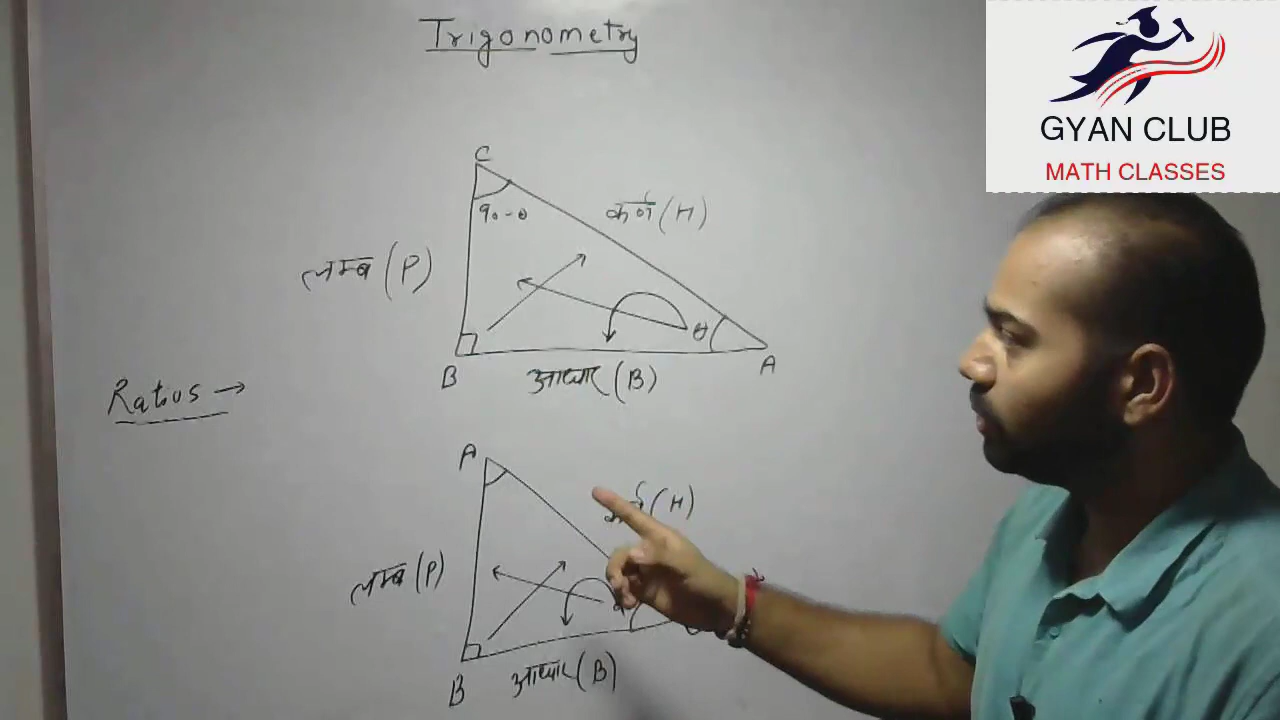 Trigonometry
GYAN CLUB
MATH CLASSES
C
90-θ
कर्ण (H)
लम्ब (P)
θ
B
आधार (B)
A
Ratios →
A
(H)
लम्ब (P)
B
आधार (B)